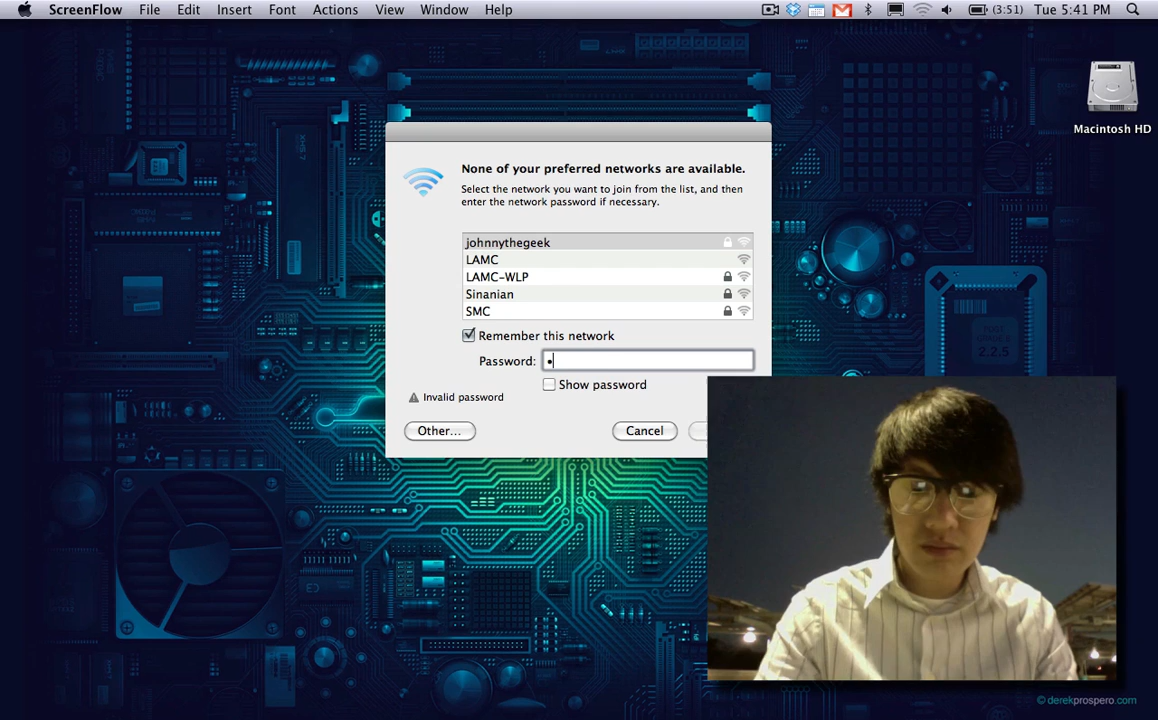 ScreenFlow File Edit Insert Font Actions View Window Help (3:51) Tue 5:41 PM
Macintosh HD
None of your preferred networks are available.
Select the network you want to join from the list, and then
enter the network password if necessary.
johnnythegeek
LAMC
LAMC-WLP
Sinanian
SMC
Remember this network
Password: •
Show password
Invalid password
Other... Cancel
2.2.5
© derekprospero.com